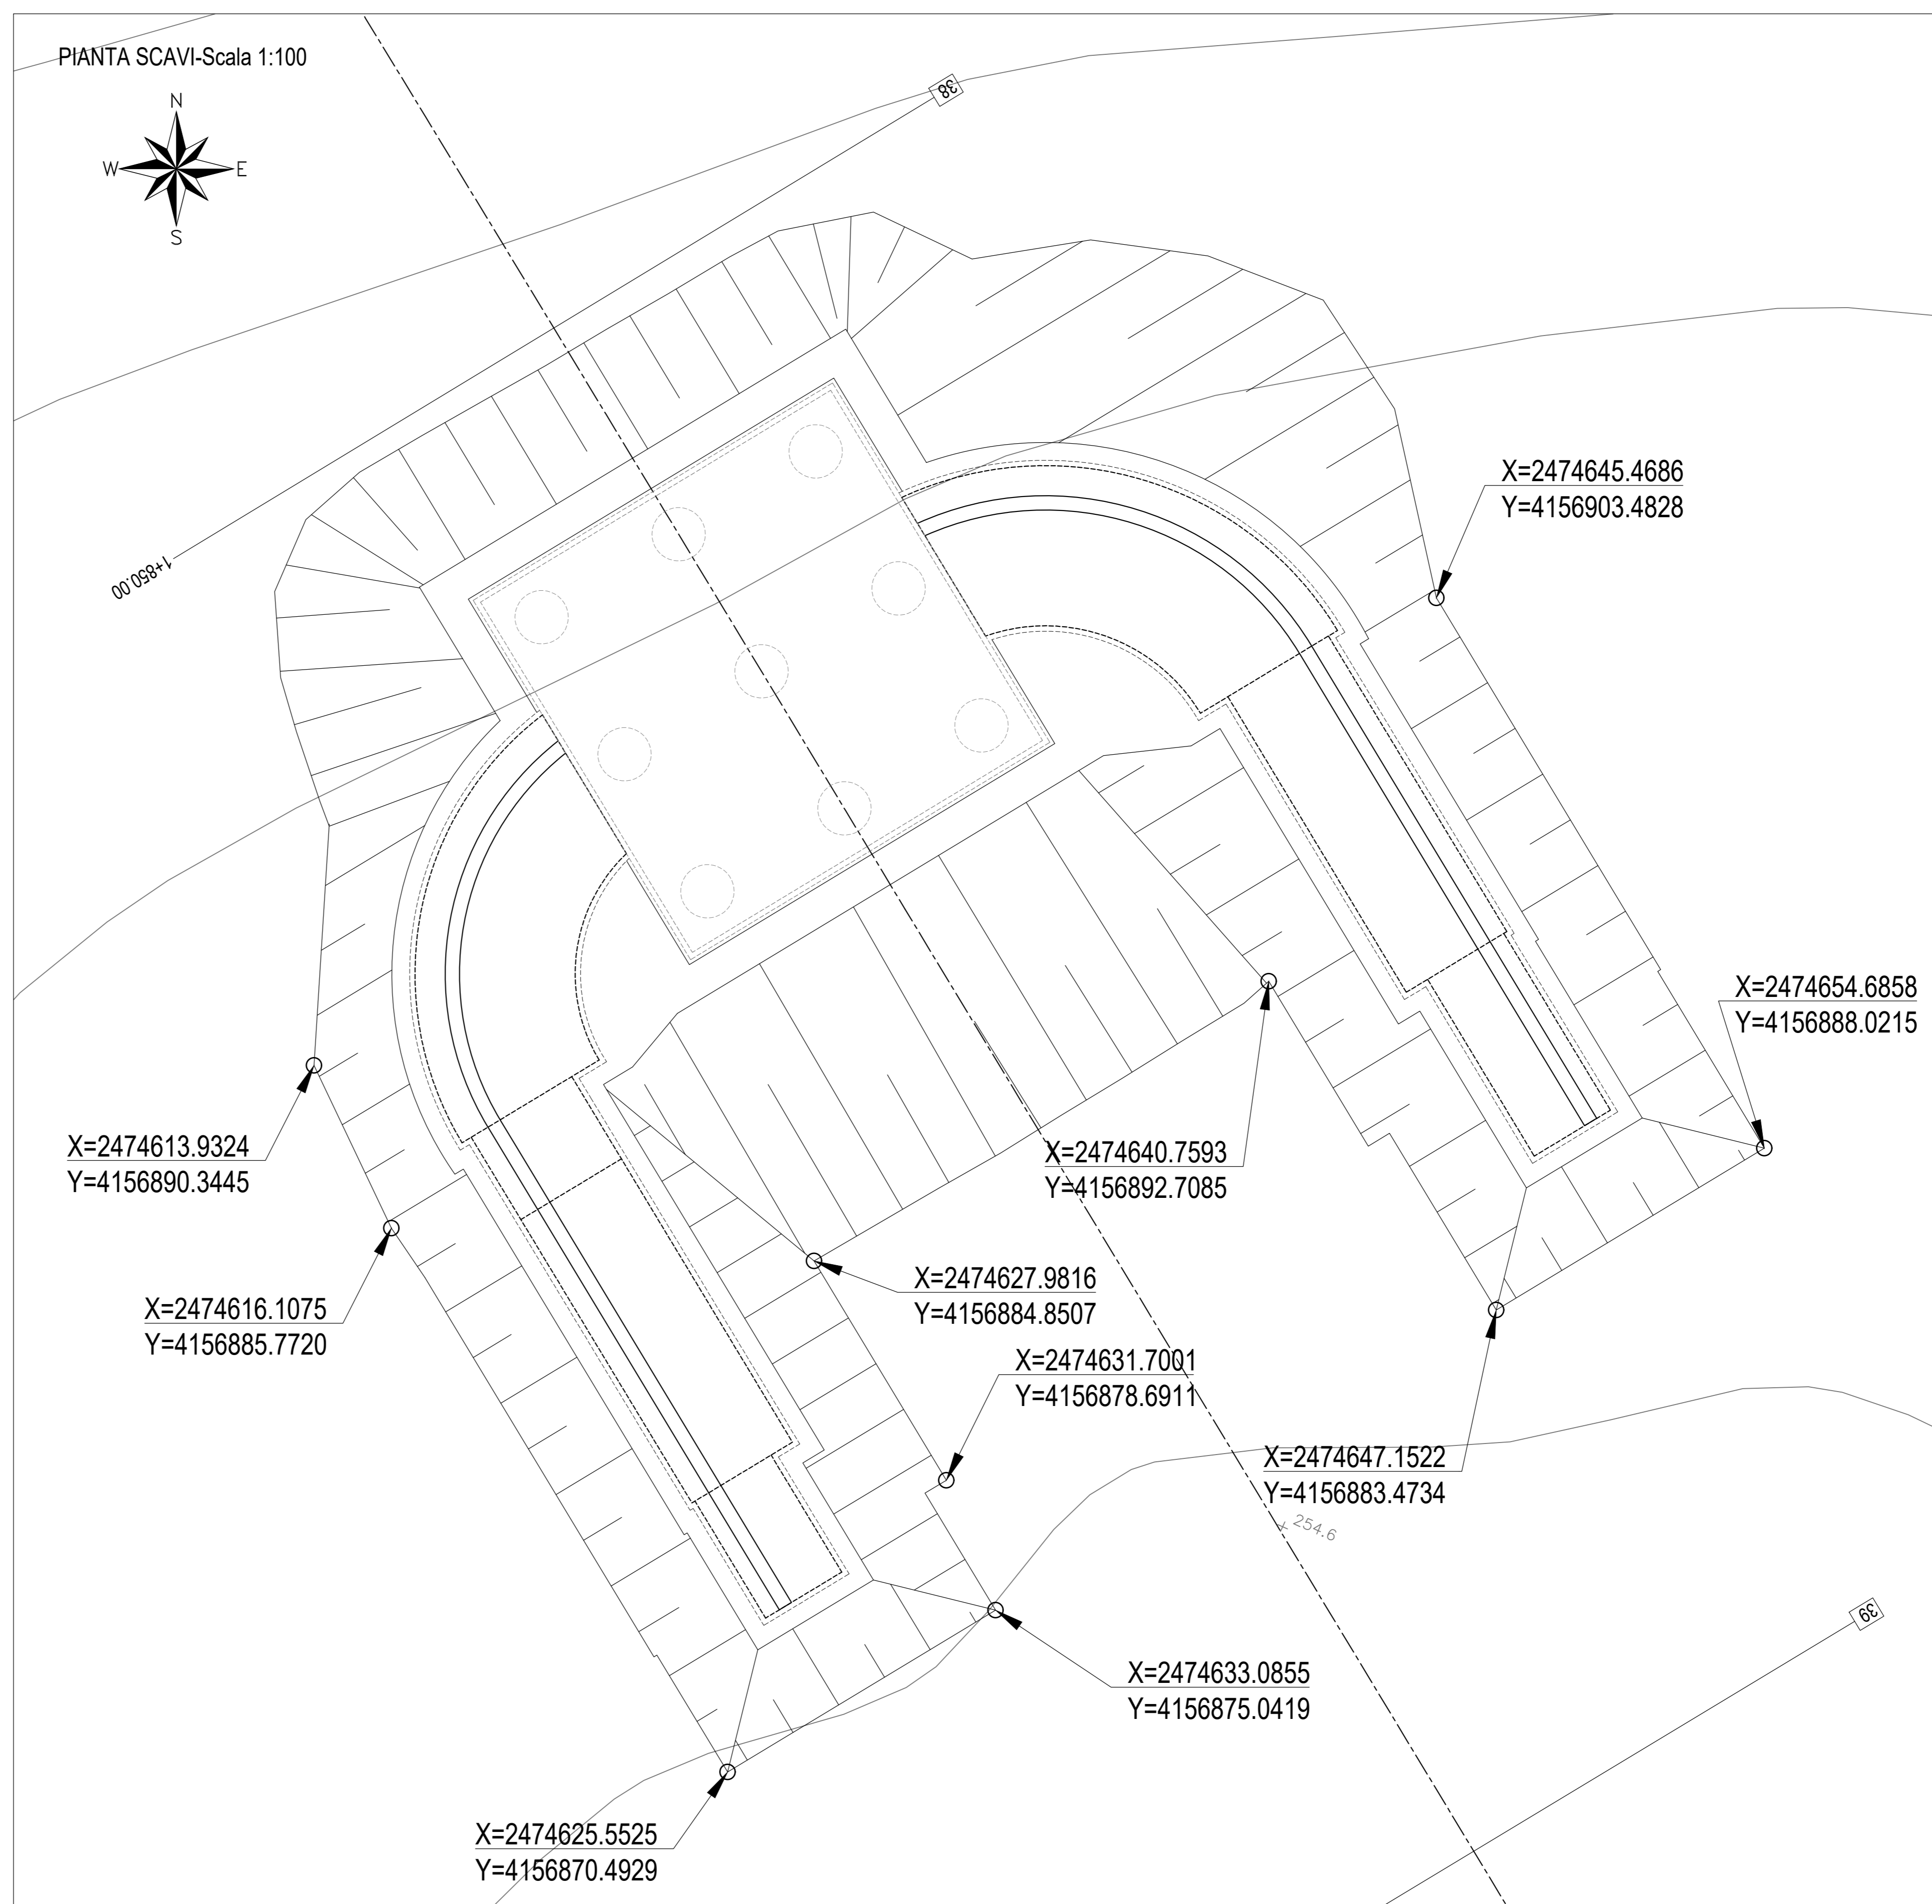 PIANTA SCAVI-Scala 1:100
N
W
E
S
38
1+850.00
X=2474645.4686
Y=4156903.4828
X=2474654.6858
Y=4156888.0215
X=2474613.9324
Y=4156890.3445
X=2474640.7593
Y=4156892.7085
X=2474616.1075
Y=4156885.7720
X=2474627.9816
Y=4156884.8507
X=2474631.7001
Y=4156878.6911
X=2474647.1522
Y=4156883.4734
254.6
39
X=2474633.0855
Y=4156875.0419
X=2474625.5525
Y=4156870.4929